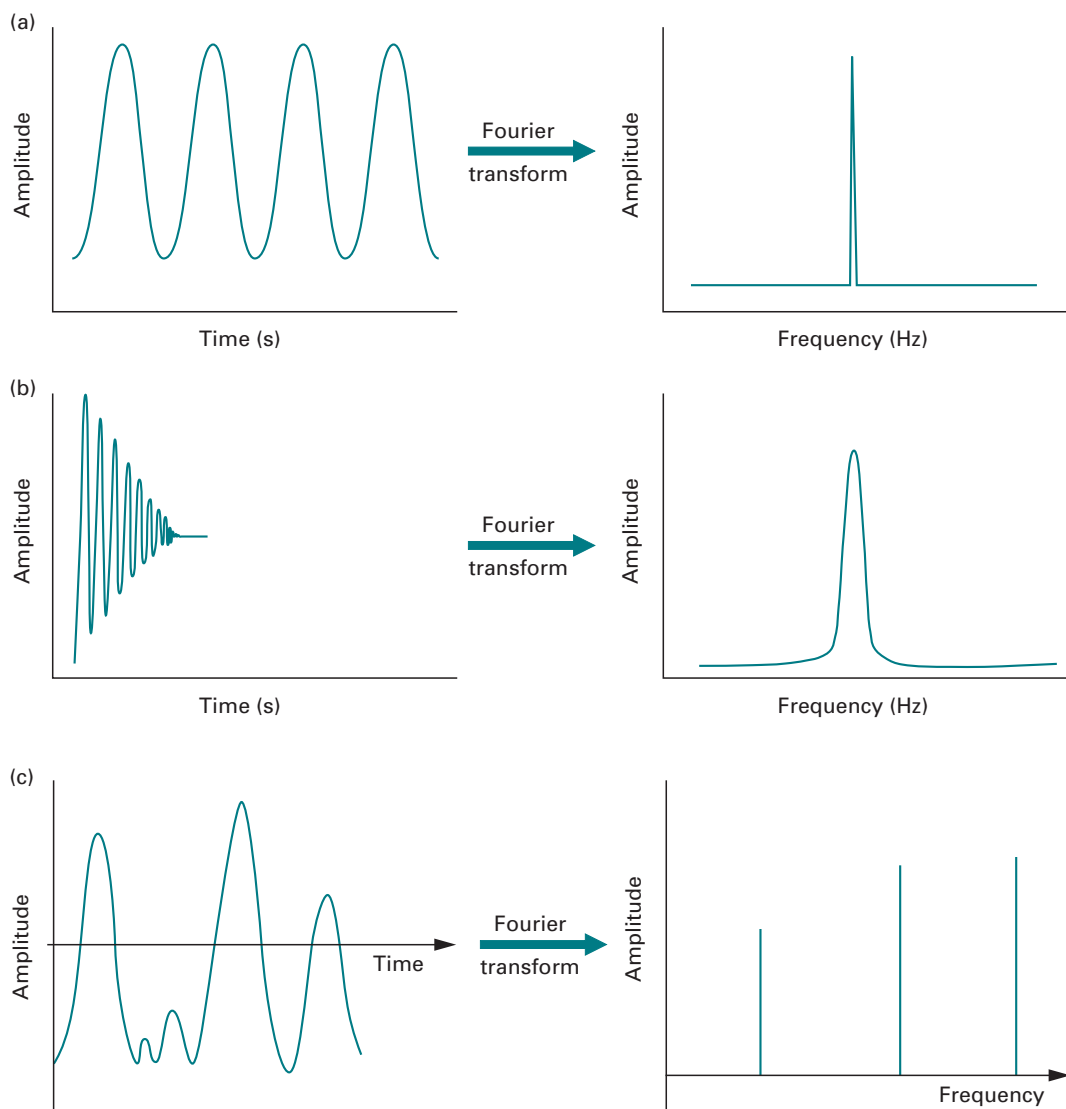 (a)
Amplitude
Time (s)
Fourier
transform
Amplitude
Frequency (Hz)
(b)
Amplitude
Time (s)
Fourier
transform
Amplitude
Frequency (Hz)
(c)
Amplitude
Time
Fourier
transform
Amplitude
Frequency